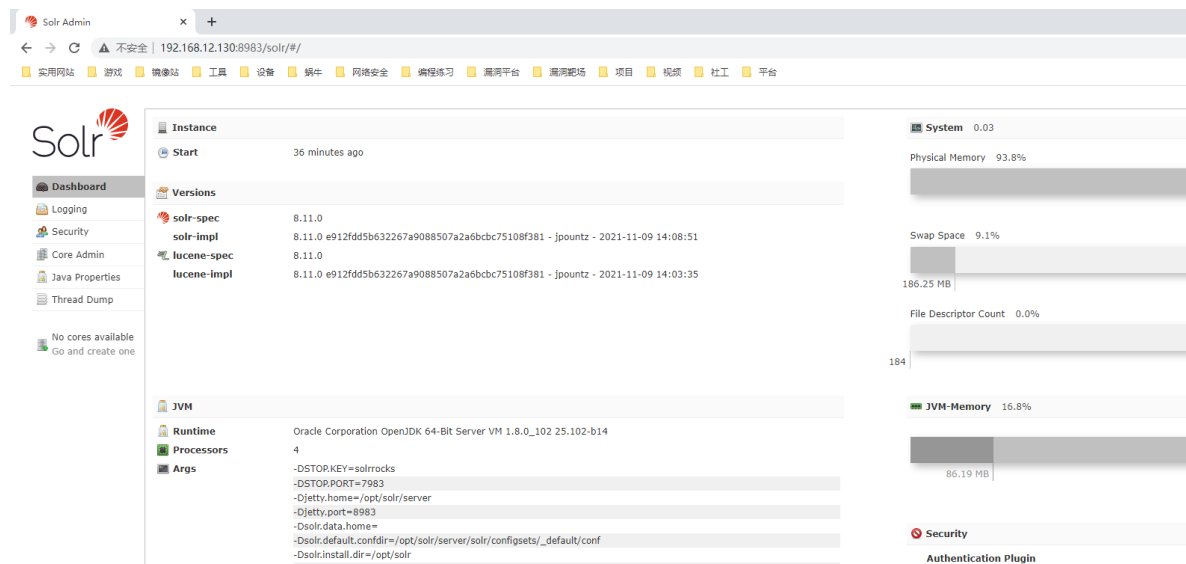 Solr Admin
不安全 | 192.168.12.130:8983/solr/#/
实用网站 游戏 镜像站 工具 设备 蜗牛 网络安全 编程练习 漏洞平台 漏洞靶场 项目 视频 社工 平台
Solr
Dashboard
Logging
Security
Core Admin
Java Properties
Thread Dump
No cores available
Go and create one
Instance
Start 36 minutes ago
Versions
solr-spec 8.11.0
solr-impl 8.11.0 e912fdd5b632267a9088507a2a6bcbc75108f381 - jpountz - 2021-11-09 14:08:51
lucene-spec 8.11.0
lucene-impl 8.11.0 e912fdd5b632267a9088507a2a6bcbc75108f381 - jpountz - 2021-11-09 14:03:35
JVM
Runtime Oracle Corporation OpenJDK 64-Bit Server VM 1.8.0_102 25.102-b14
Processors 4
Args -DSTOP.KEY=solrrocks
-DSTOP.PORT=7983
-Djetty.home=/opt/solr/server
-Djetty.port=8983
-Dsolr.data.home=
-Dsolr.default.confdir=/opt/solr/server/solr/configsets/_default/conf
-Dsolr.install.dir=/opt/solr
System 0.03
Physical Memory 93.8%
Swap Space 9.1%
186.25 MB
File Descriptor Count 0.0%
184
JVM-Memory 16.8%
86.19 MB
Security
Authentication Plugin